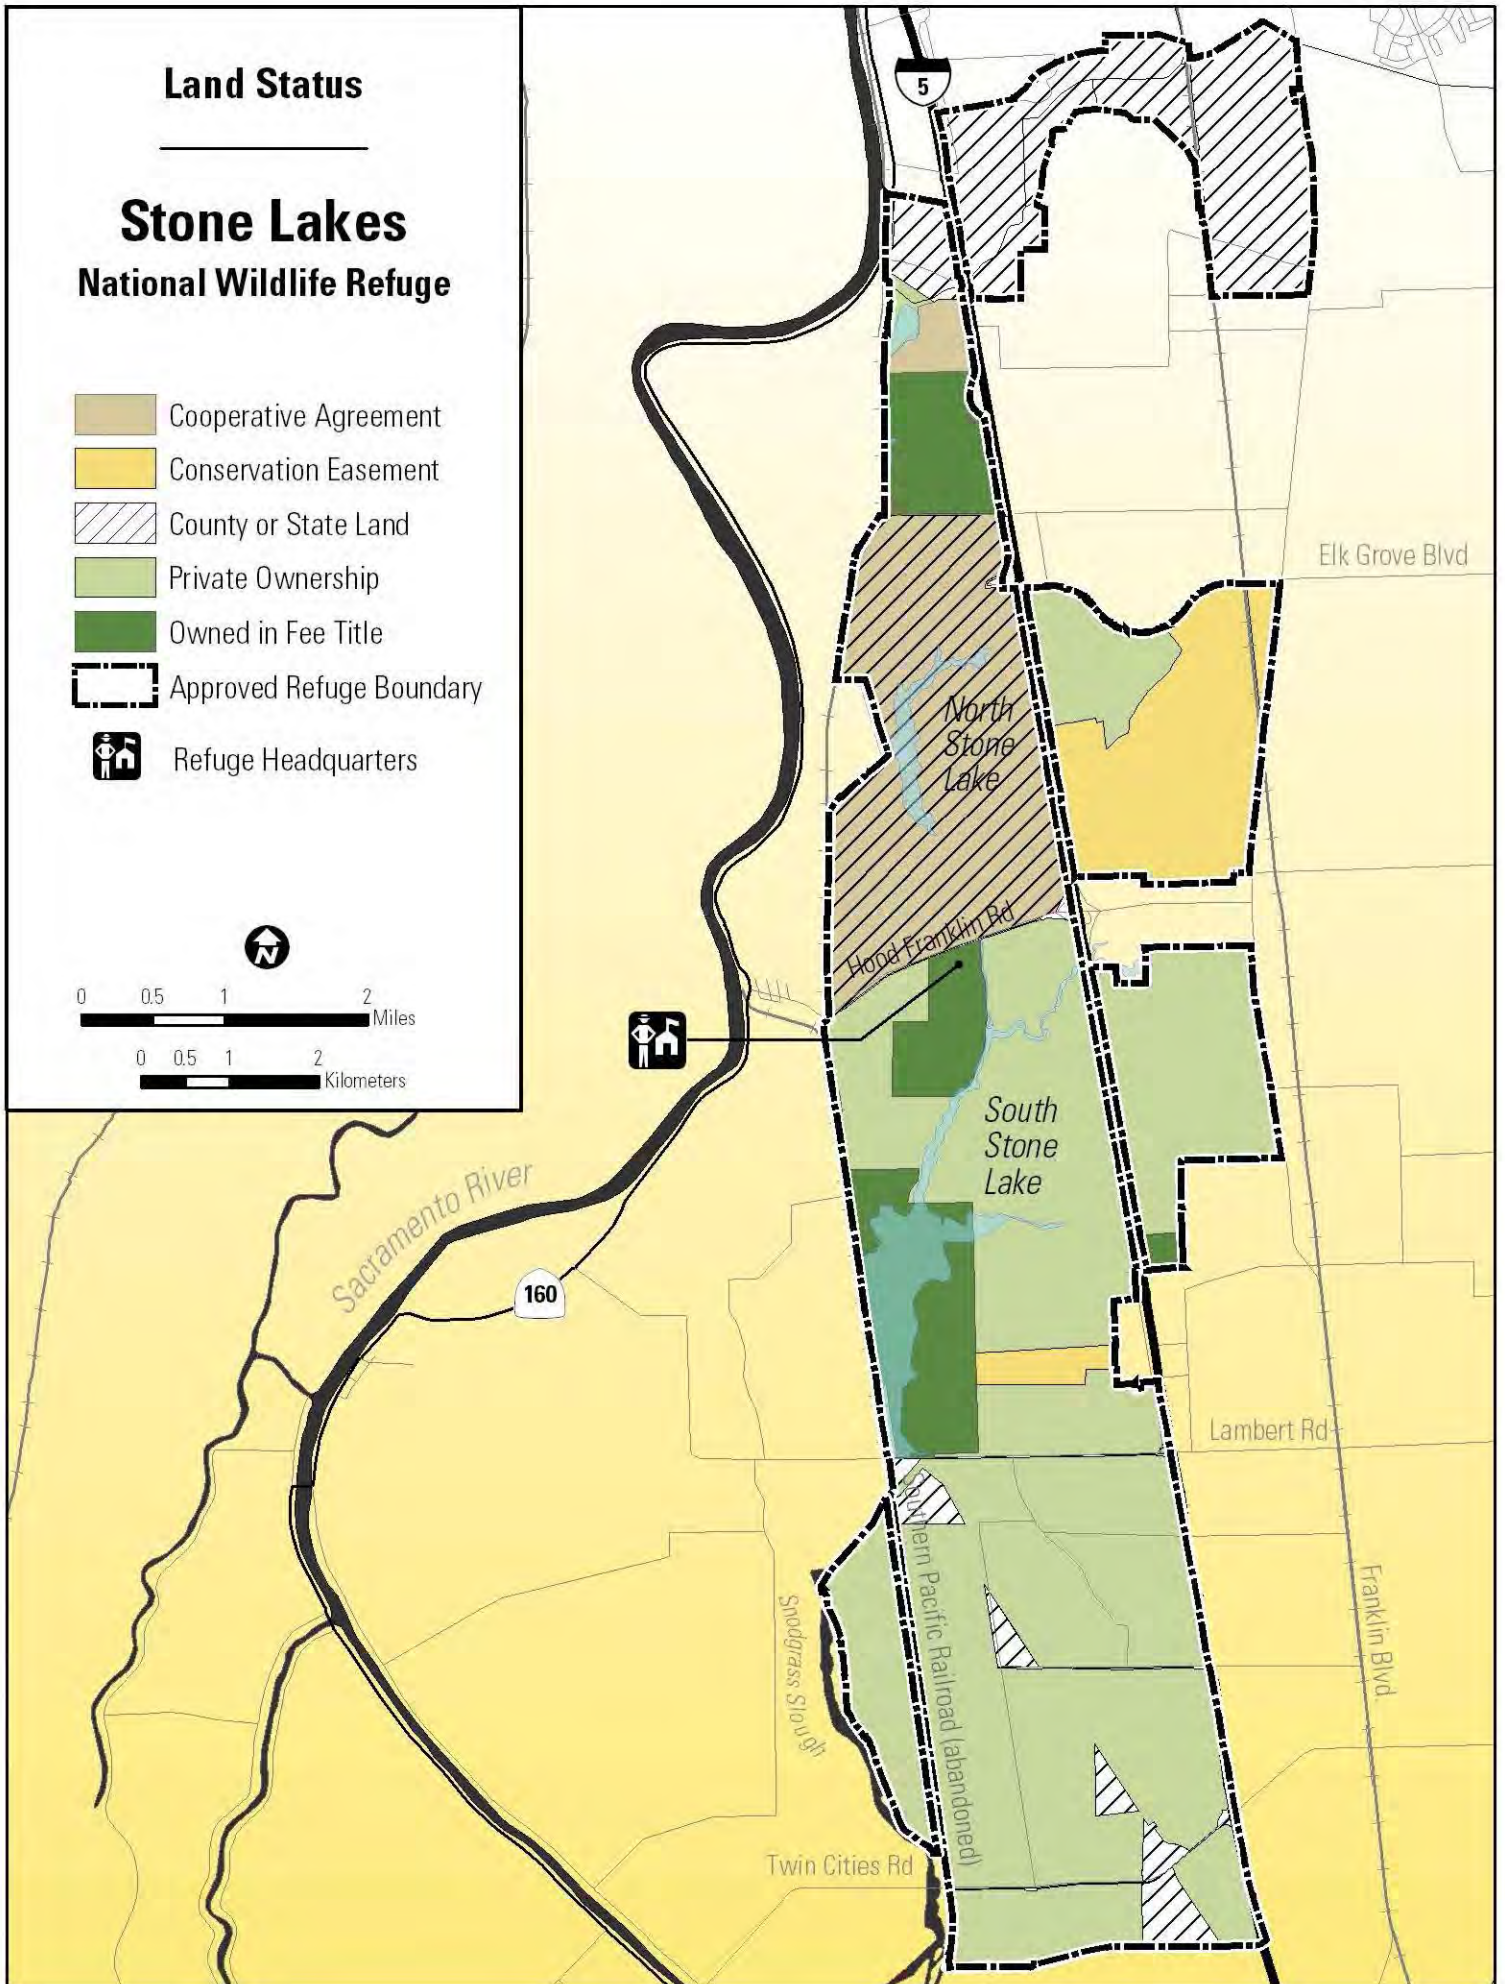 Land Status
Stone Lakes
National Wildlife Refuge
Cooperative Agreement
Conservation Easement
County or State Land
Private Ownership
Owned in Fee Title
Approved Refuge Boundary
Refuge Headquarters
N
0 0.5 1 2
Miles
0 0.5 1 2
Kilometers
5
Elk Grove Blvd
North
Stone
Lake
Hood Franklin Rd
South
Stone
Lake
Sacramento River
160
Lambert Rd
Southern Pacific Railroad (abandoned)
Snodgrass Slough
Franklin Blvd.
Twin Cities Rd